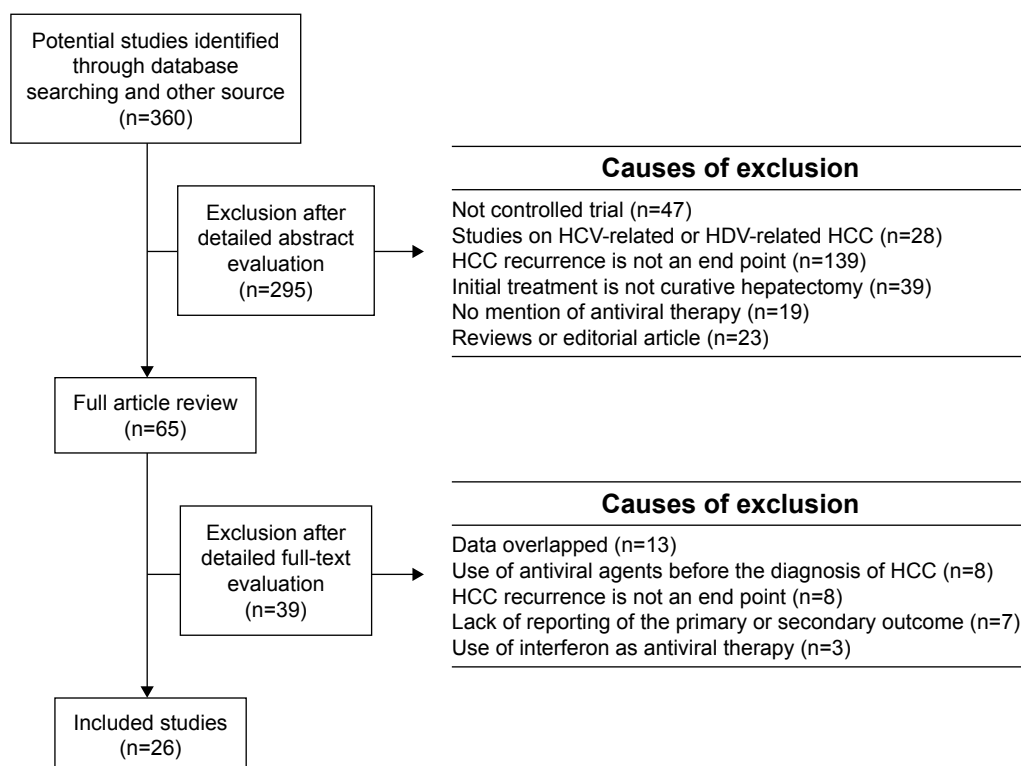 Potential studies identified
through database
searching and other source
(n=360)
Exclusion after
detailed abstract
evaluation
(n=295)
Causes of exclusion
Not controlled trial (n=47)
Studies on HCV-related or HDV-related HCC (n=28)
HCC recurrence is not an end point (n=139)
Initial treatment is not curative hepatectomy (n=39)
No mention of antiviral therapy (n=19)
Reviews or editorial article (n=23)
Full article review
(n=65)
Exclusion after
detailed full-text
evaluation
(n=39)
Causes of exclusion
Data overlapped (n=13)
Use of antiviral agents before the diagnosis of HCC (n=8)
HCC recurrence is not an end point (n=8)
Lack of reporting of the primary or secondary outcome (n=7)
Use of interferon as antiviral therapy (n=3)
Included studies
(n=26)